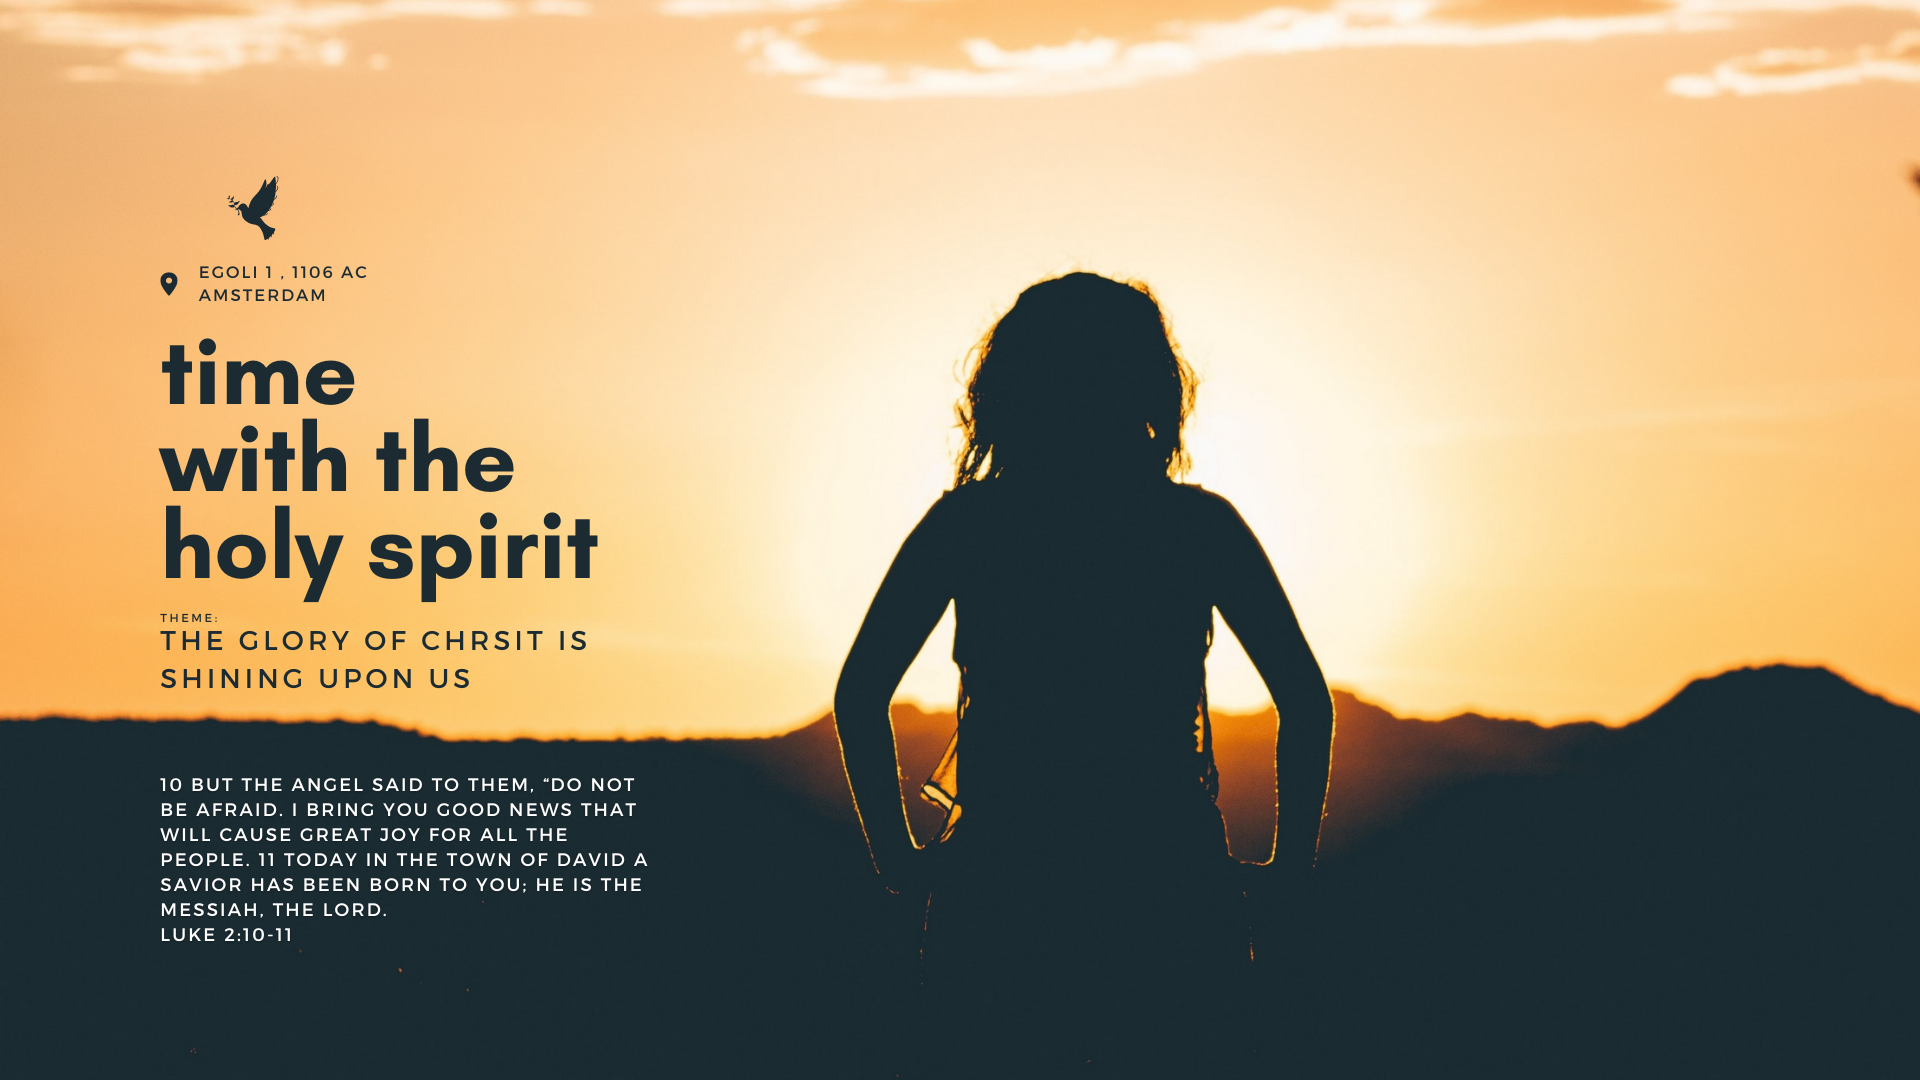 EGOLI 1 , 1106 AC
AMSTERDAM
time
with the
holy spirit
THEME:
THE GLORY OF CHRSIT IS
SHINING UPON US
10 BUT THE ANGEL SAID TO THEM, “DO NOT
BE AFRAID. I BRING YOU GOOD NEWS THAT
WILL CAUSE GREAT JOY FOR ALL THE
PEOPLE. 11 TODAY IN THE TOWN OF DAVID A
SAVIOR HAS BEEN BORN TO YOU; HE IS THE
MESSIAH, THE LORD.
LUKE 2:10-11